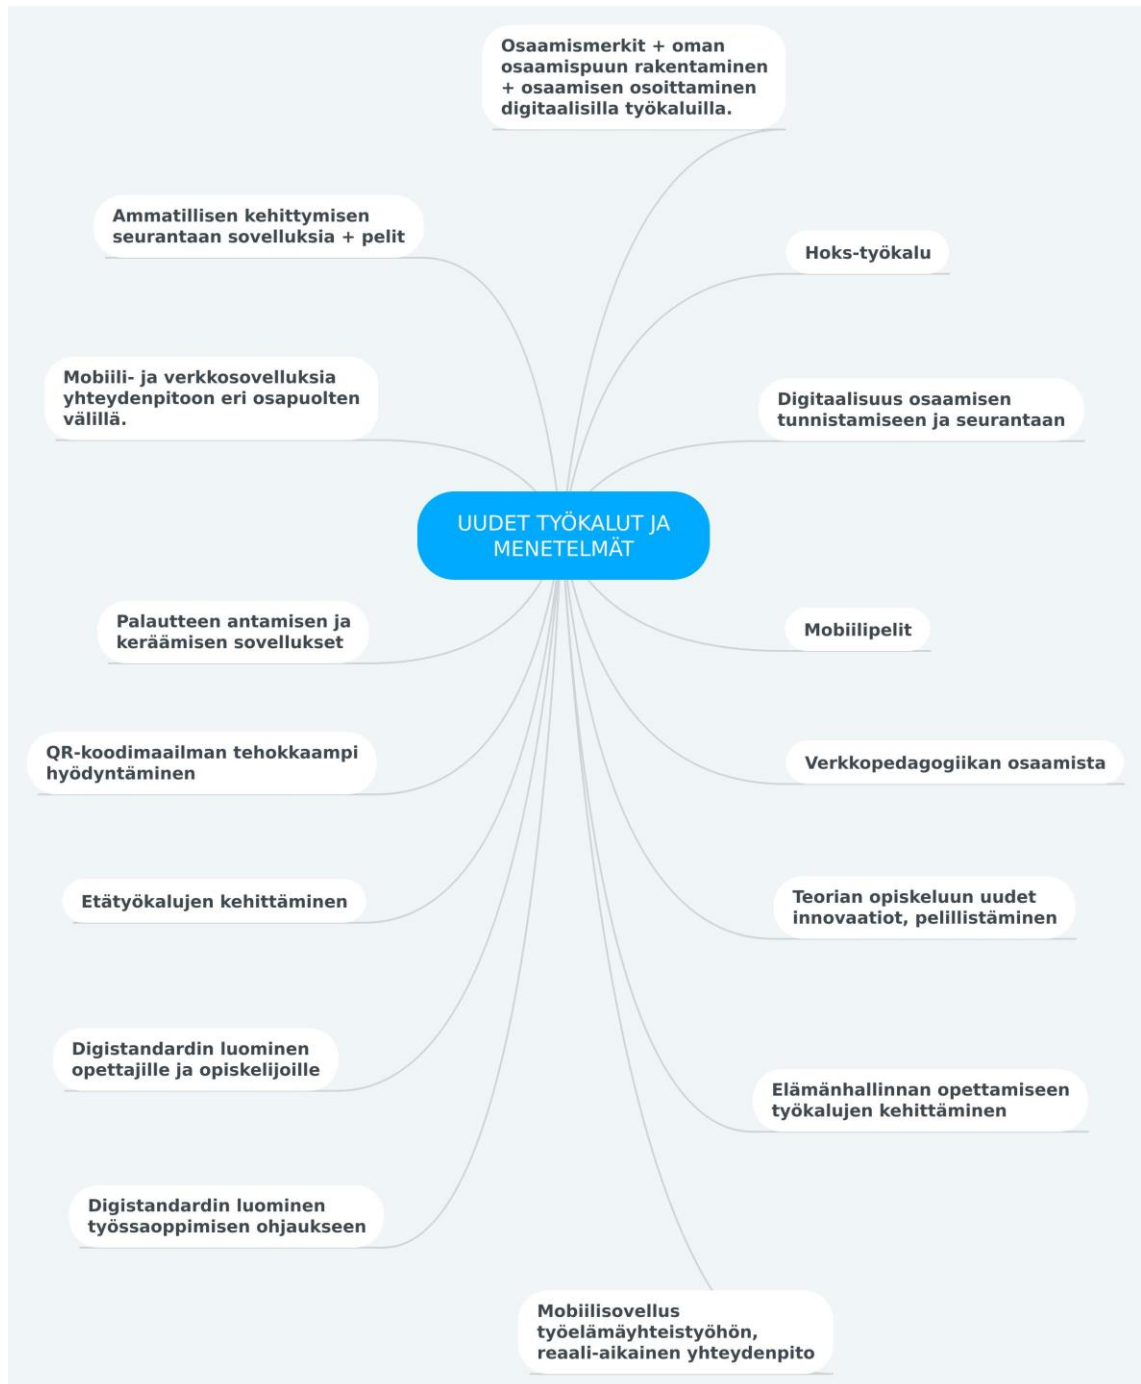 Osaamismerkit + oman
osaamispuun rakentaminen
+ osaamisen osoittaminen
digitaalisilla työkaluilla.
Ammatillisen kehittymisen
seurantaan sovelluksia + pelit
Hoks-työkalu
Mobiili- ja verkkosovelluksia
yhteydenpitoon eri osapuolten
välillä.
Digitaalisuus osaamisen
tunnistamiseen ja seurantaan
UUDET TYÖKALUT JA
MENETELMÄT
Palautteen antamisen ja
keräämisen sovellukset
Mobiilipelit
QR-koodimaailman tehokkaampi
hyödyntäminen
Verkkopedagogiikan osaamista
Etätyökalujen kehittäminen
Teorian opiskeluun uudet
innovaatiot, pelillistäminen
Digistandardin luominen
opettajille ja opiskelijoille
Elämänhallinnan opettamiseen
työkalujen kehittäminen
Digistandardin luominen
työssaoppimisen ohjaukseen
Mobiilisovellus
työelämäyhteistyöhön,
reaali-aikainen yhteydenpito